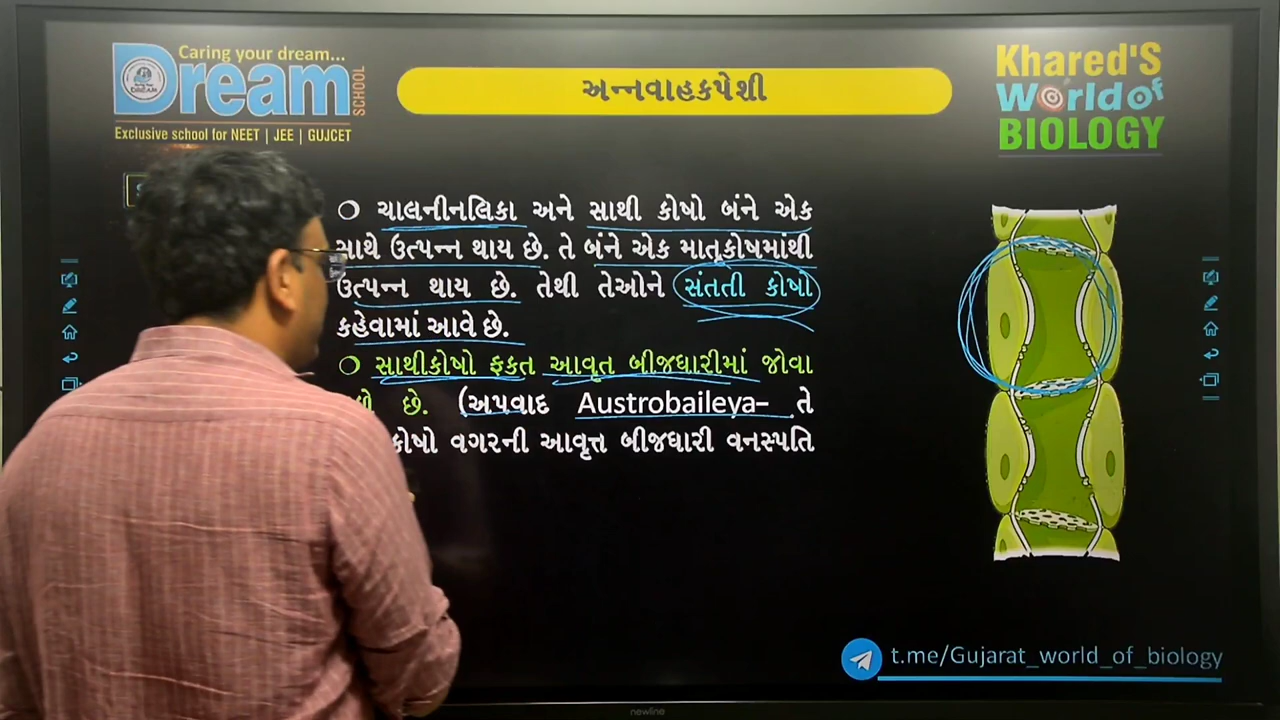 Caring your dream...
Dream SCHOOL
Exclusive school for NEET | JEE | GUJCET
અન્નવાહકપેશી
Khared'S
World of
BIOLOGY
ચાલનીનલિકા અને સાથી કોષો બંને એક
સાથે ઉત્પન્ન થાય છે. તે બંને એક માતૃકોષમાંથી
ઉત્પન્ન થાય છે. તેથી તેઓને સંતતી કોષો
કહેવામાં આવે છે.
સાથીકોષો ફકત આવૃત બીજધારીમાં જોવા
છે. (અપવાદ Austrobaileya– તે
કોષો વગરની આવૃત્ત બીજધારી વનસ્પતિ
t.me/Gujarat_world_of_biology
newline